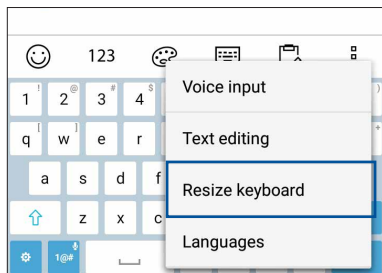 123
1 ! 2 @ 3 # 4 $ )
q [ w ] e r +
a s d f
z x c
1@#
Voice input
Text editing
Resize keyboard
Languages